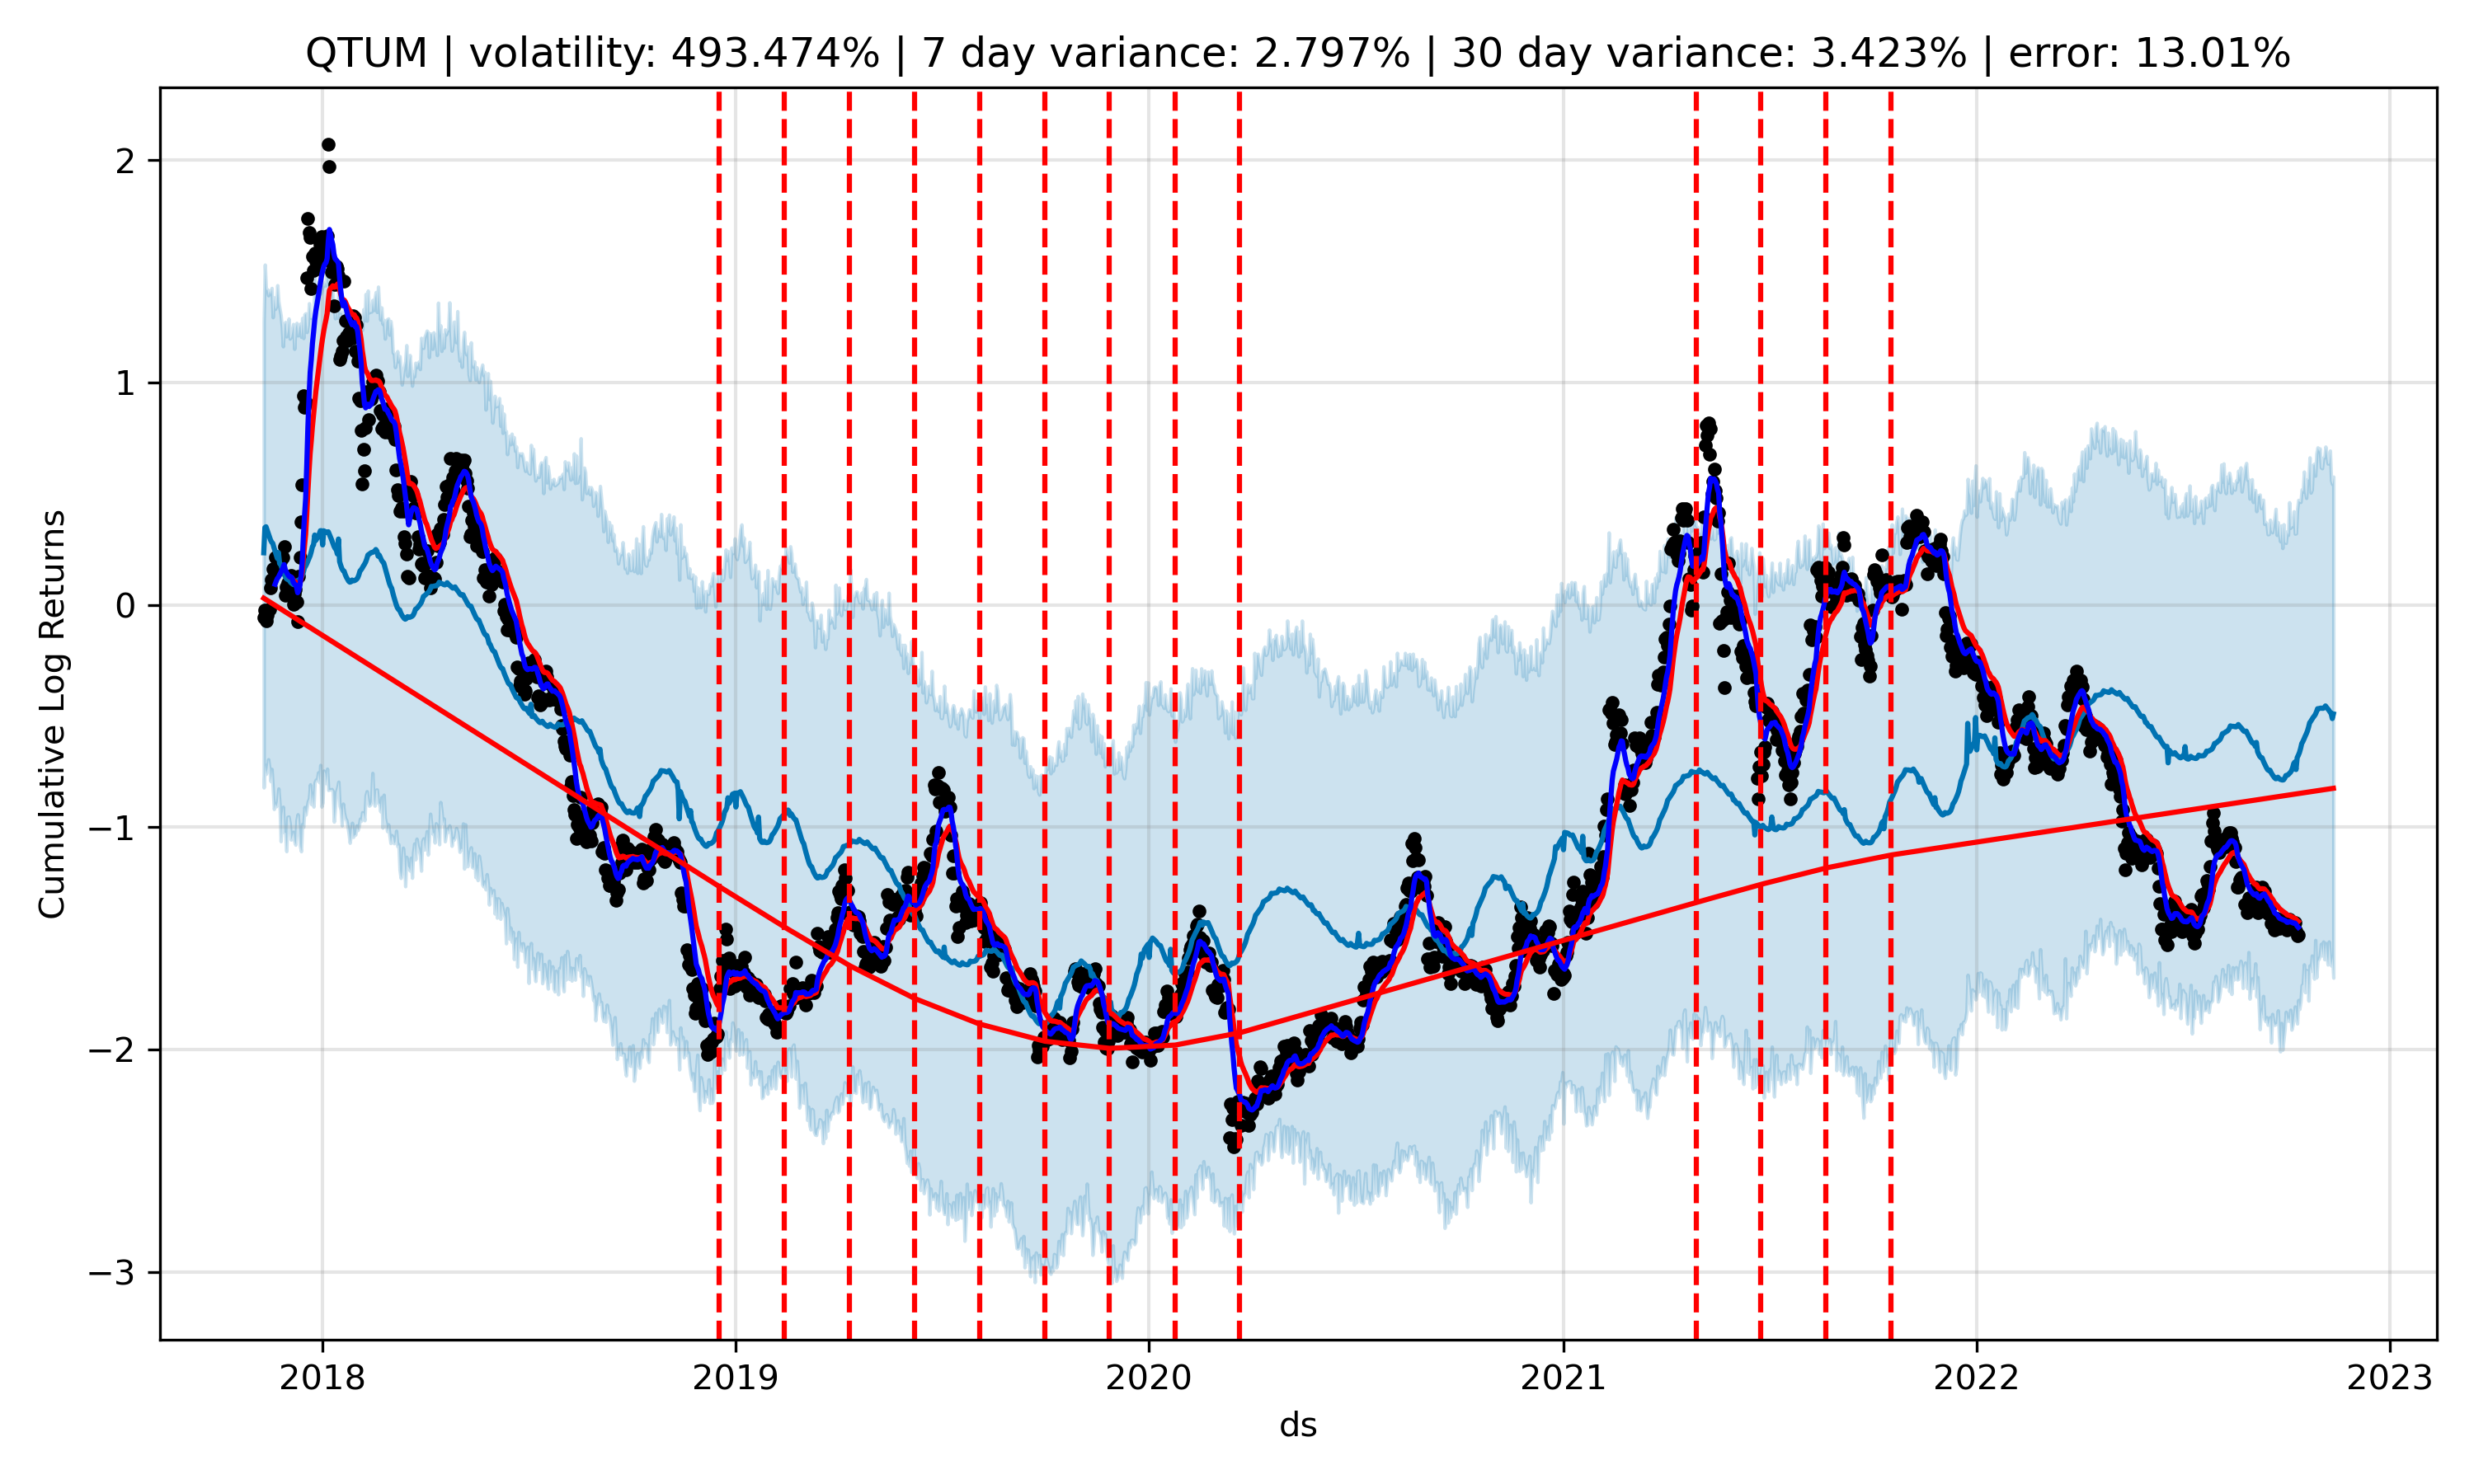 QTUM | volatility: 493.474% | 7 day variance: 2.797% | 30 day variance: 3.423% | error: 13.01%
Cumulative Log Returns
2
1
0
−1
−2
−3
2018 2019 2020 2021 2022 2023
ds